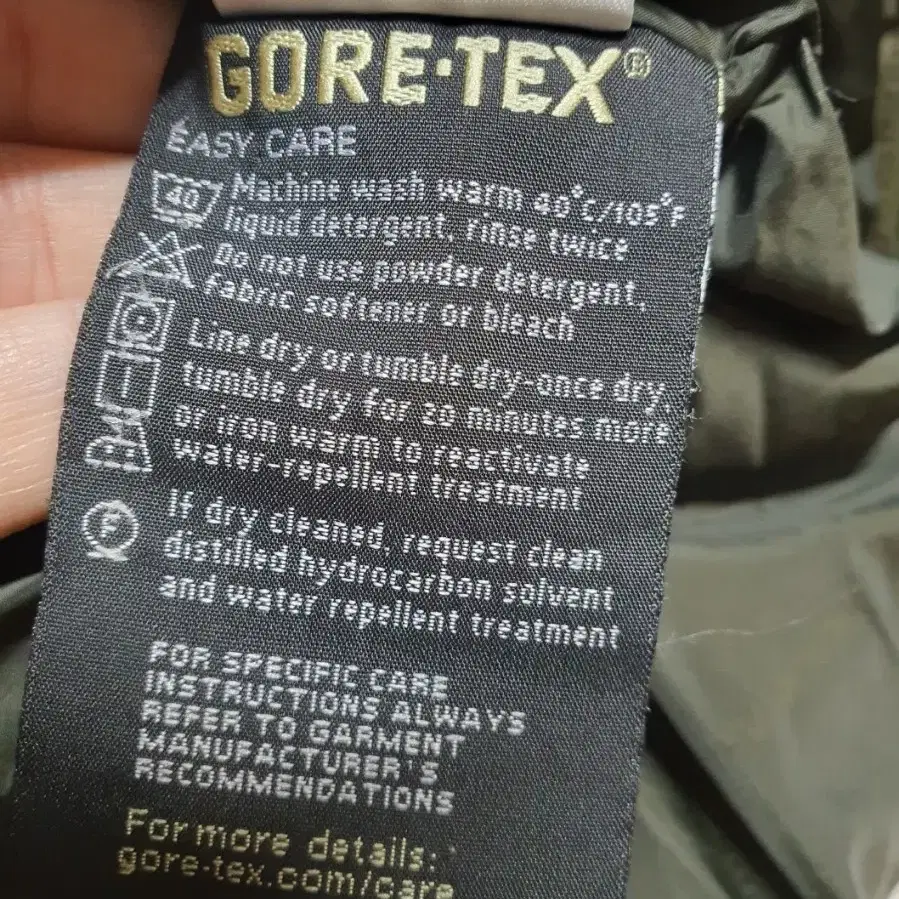 GORE-TEX®
EASY CARE
40
Machine wash warm 40°C/105°F
liquid detergent, rinse twice
Do not use powder detergent,
fabric softener or bleach
Line dry or tumble dry-once dry,
tumble dry for 20 minutes more
or iron warm to reactivate
water-repellent treatment
If dry cleaned, request clean
distilled hydrocarbon solvent
and water repellent treatment
FOR SPECIFIC CARE
INSTRUCTIONS ALWAYS
REFER TO GARMENT
MANUFACTURER'S
RECOMMENDATIONS
For more details:
gore-tex.com/care